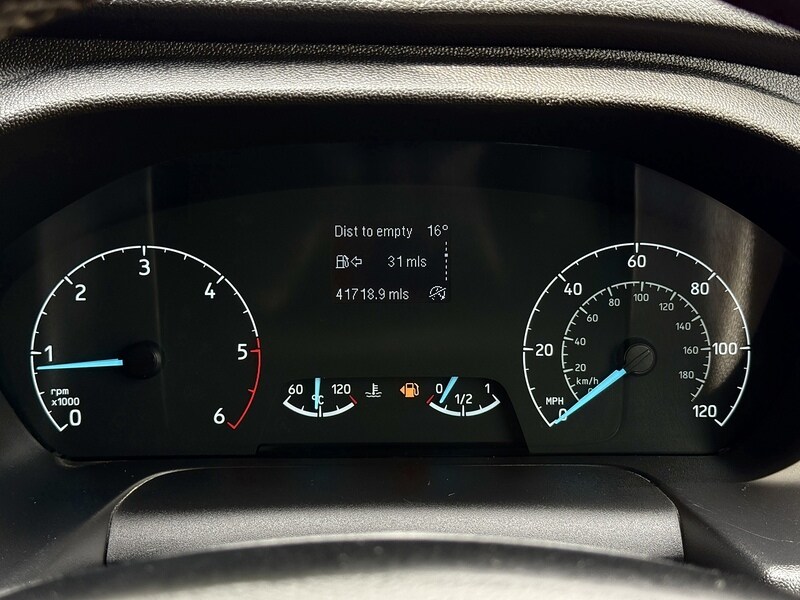 Dist to empty 16°
31 mls
41718.9 mls
0 1 2 3 4 5 6
rpm
x1000
60 120
°C
0 1/2 1
0 20 40 60 80 100 120
MPH
20 40 60 80 100 120 140 160 180
km/h